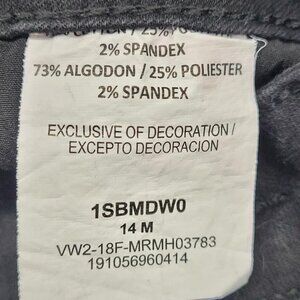 2% SPANDEX
73% ALGODON / 25% POLIESTER
2% SPANDEX
EXCLUSIVE OF DECORATION /
EXCEPTO DECORACION
1SBMDW0
14 M
VW2-18F-MRMH03783
191056960414